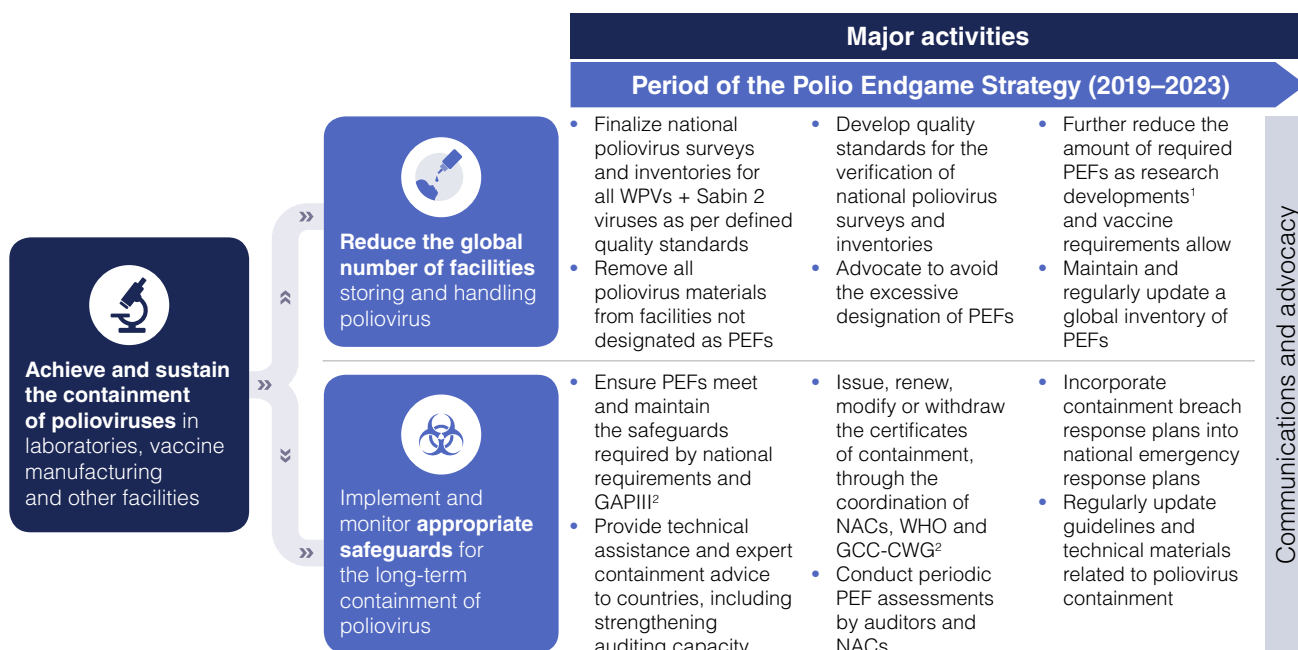 Major activities
Period of the Polio Endgame Strategy (2019–2023)
Achieve and sustain
the containment
of polioviruses in
laboratories, vaccine
manufacturing
and other facilities
Reduce the global
number of facilities
storing and handling
poliovirus
• Finalize national
poliovirus surveys
and inventories for
all WPVs + Sabin 2
viruses as per defined
quality standards
• Remove all
poliovirus materials
from facilities not
designated as PEFs
• Develop quality
standards for the
verification of
national poliovirus
surveys and
inventories
• Advocate to avoid
the excessive
designation of PEFs
• Further reduce the
amount of required
PEFs as research
developments¹
and vaccine
requirements allow
• Maintain and
regularly update a
global inventory of
PEFs
Implement and
monitor appropriate
safeguards for
the long-term
containment of
poliovirus
• Ensure PEFs meet
and maintain
the safeguards
required by national
requirements and
GAPIII²
• Provide technical
assistance and expert
containment advice
to countries, including
strengthening
auditing capacity
• Issue, renew,
modify or withdraw
the certificates
of containment,
through the
coordination of
NACs, WHO and
GCC-CWG²
• Conduct periodic
PEF assessments
by auditors and
NACs
• Incorporate
containment breach
response plans into
national emergency
response plans
• Regularly update
guidelines and
technical materials
related to poliovirus
containment
Communications and advocacy